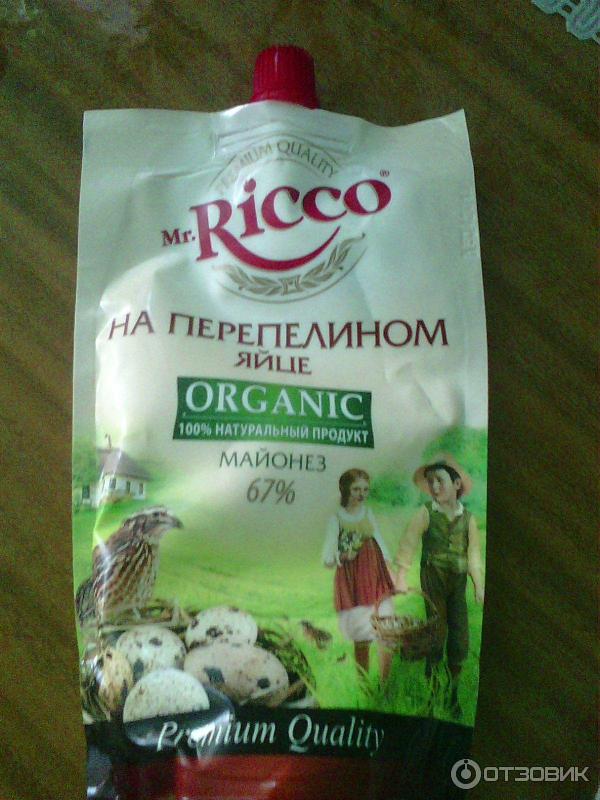 PREMIUM QUALITY
Mr. Ricco®
НА ПЕРЕПЕЛИНОМ
ЯЙЦЕ
ORGANIC
100% НАТУРАЛЬНЫЙ ПРОДУКТ
МАЙОНЕЗ
67%
Premium Quality
ОТЗОВИК